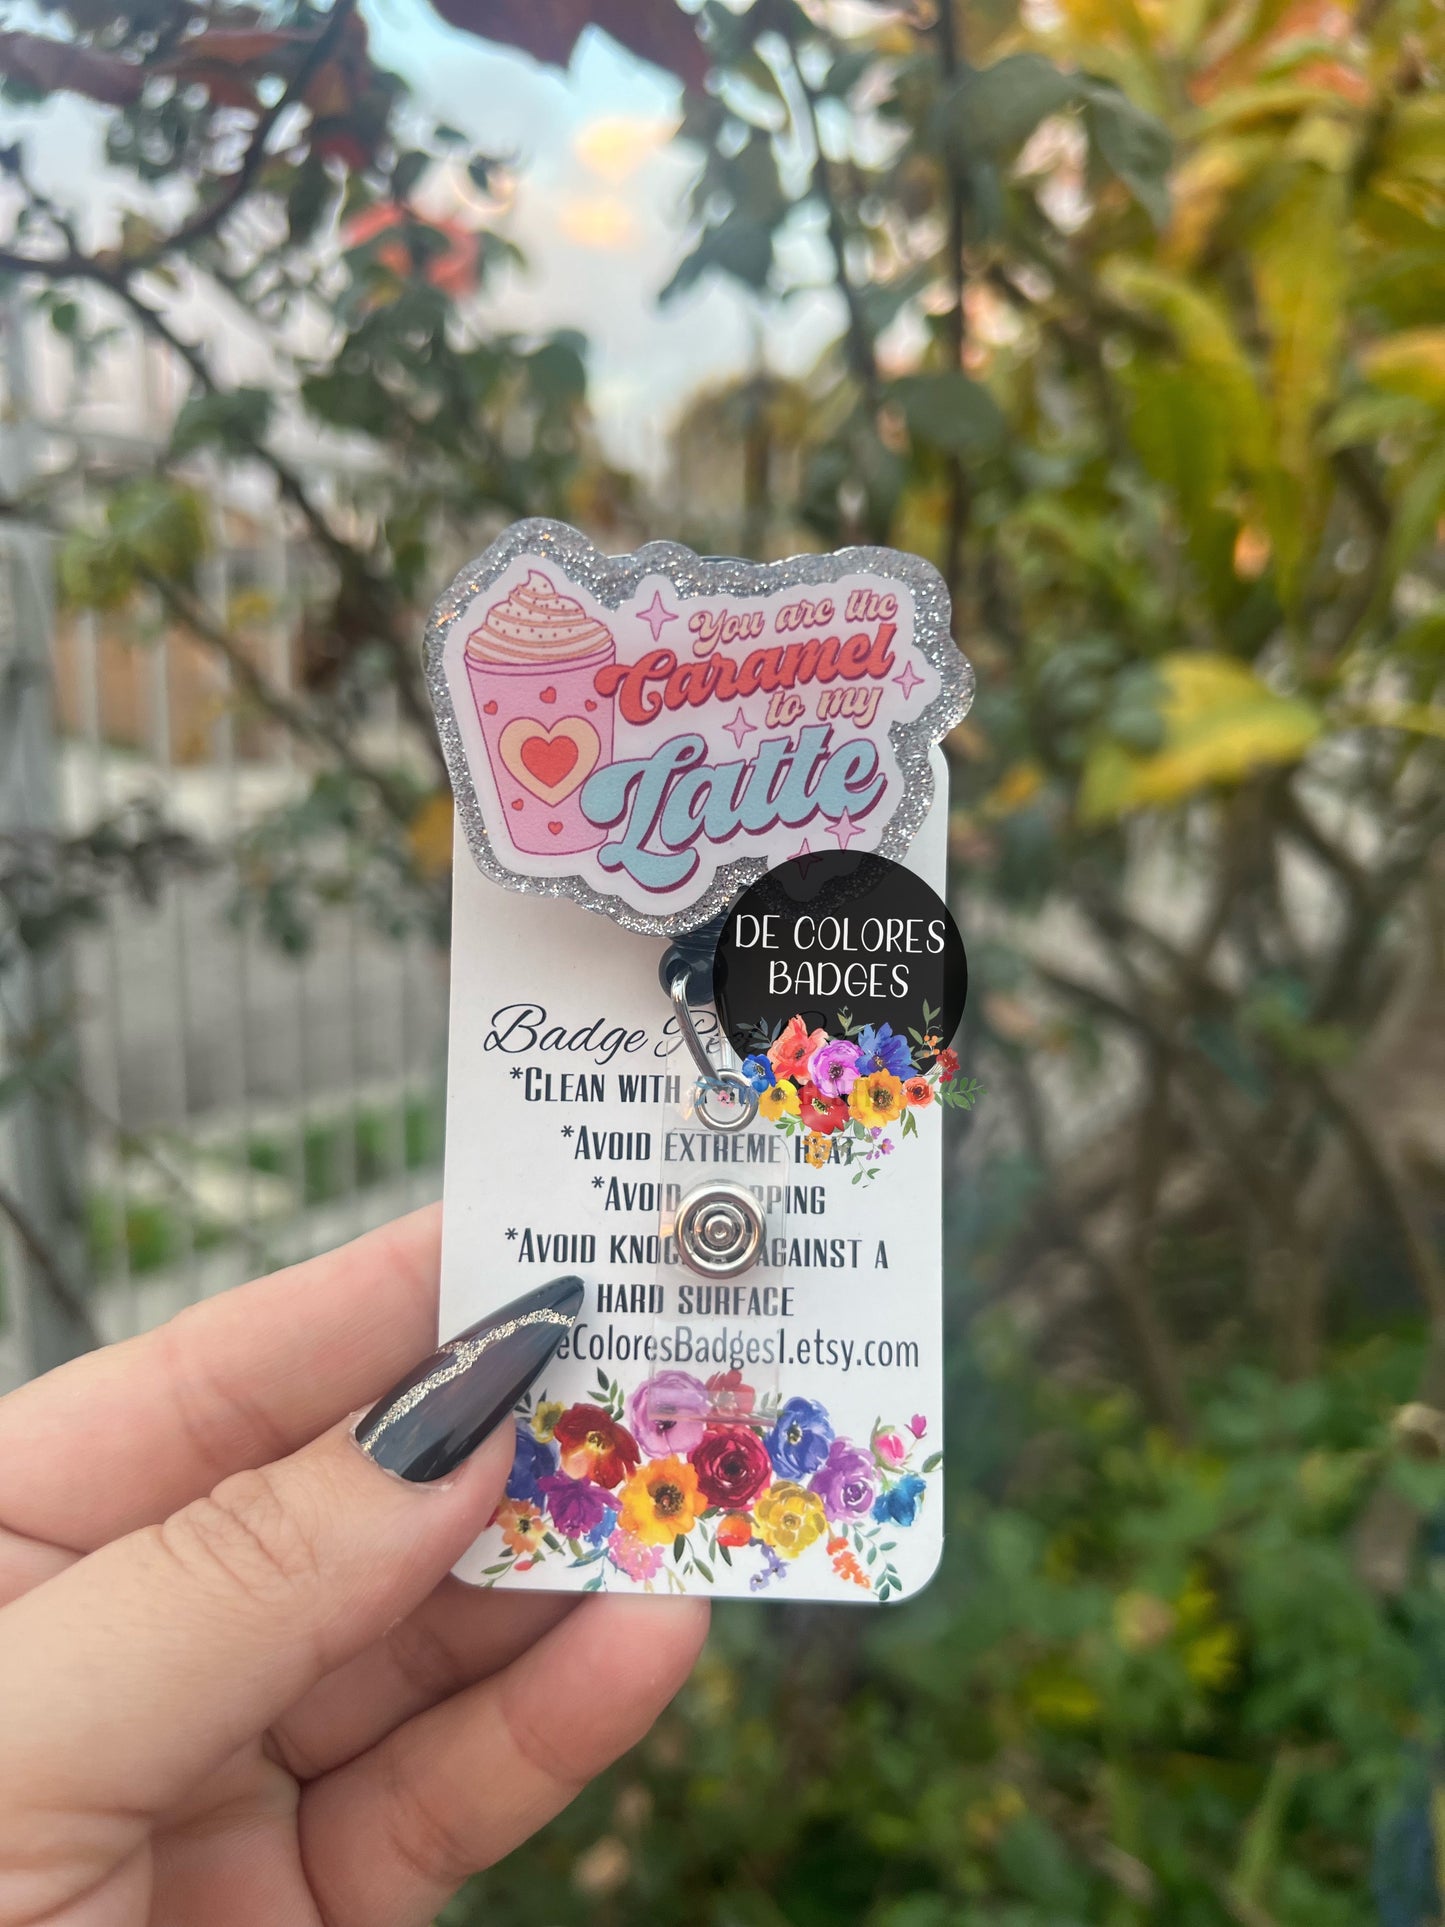 You are the
Caramel
to my
Latte
DE COLORES
BADGES
Badge
*CLEAN WITH
*AVOID EXTREME HEAT
*AVOID
*AVOID AGAINST A
HARD SURFACE
eColoresBadges1.etsy.com